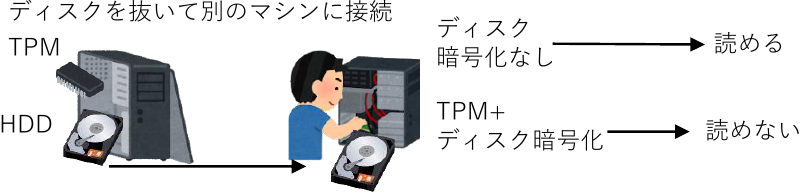 ディスクを抜いて別のマシンに接続
TPM
HDD
ディスク
暗号化なし
読める
TPM+
ディスク暗号化
読めない